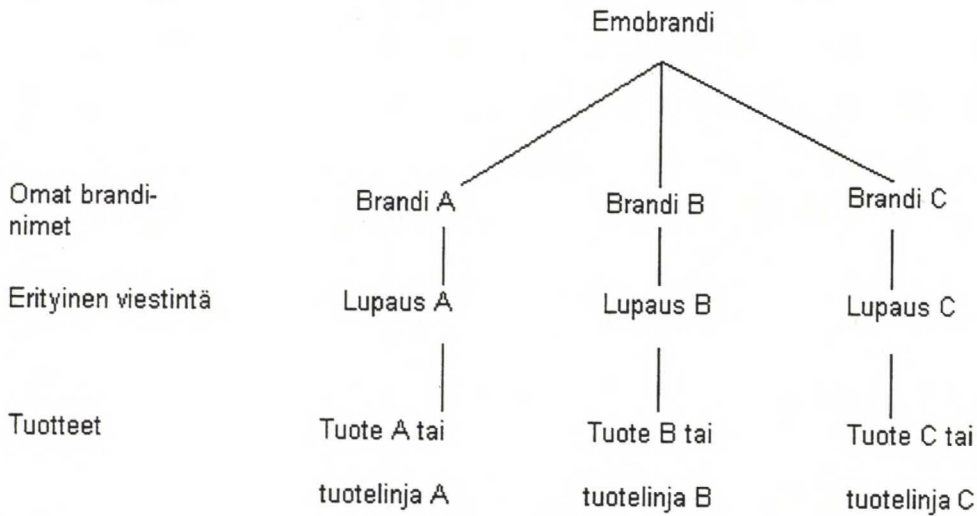 Emobrandi
Omat brandi-
nimet
Brandi A
Brandi B
Brandi C
Erityinen viestintä
Lupaus A
Lupaus B
Lupaus C
Tuotteet
Tuote A tai
Tuote B tai
Tuote C tai
tuotelinja A
tuotelinja B
tuotelinja C